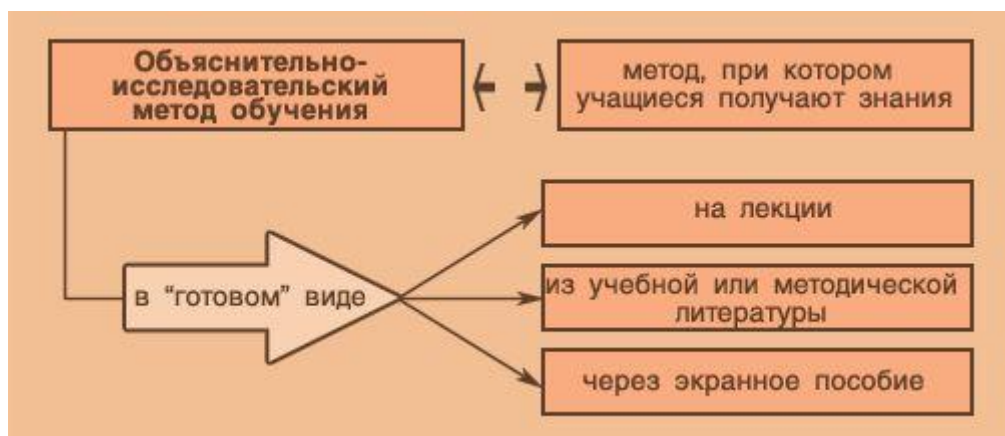 Объяснительно-
исследовательский
метод обучения
метод, при котором
учащиеся получают знания
на лекции
в “готовом” виде
из учебной или методической
литературы
через экранное пособие